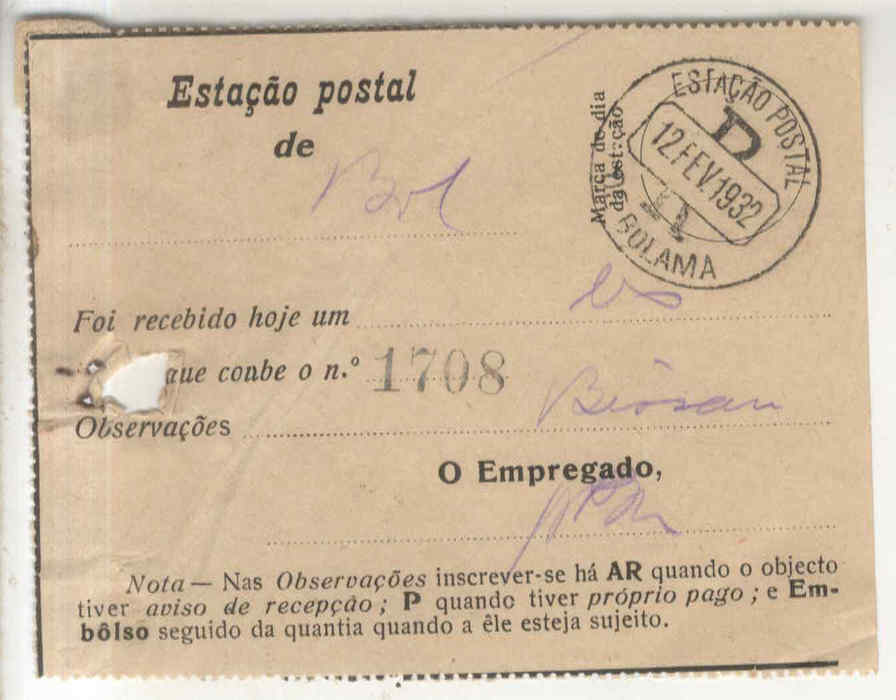 Estação postal
de
Bol
Marca do dia
da estação
ESTAÇÃO POSTAL
12 FEV. 1932
BOLAMA
Foi recebido hoje um
que coube o n.º 1708
Bissau
Observações
O Empregado,
Nota — Nas Observações inscrever-se há AR quando o objecto
tiver aviso de recepção; P quando tiver próprio pago; e Em-
bôlso seguido da quantia quando a êle esteja sujeito.